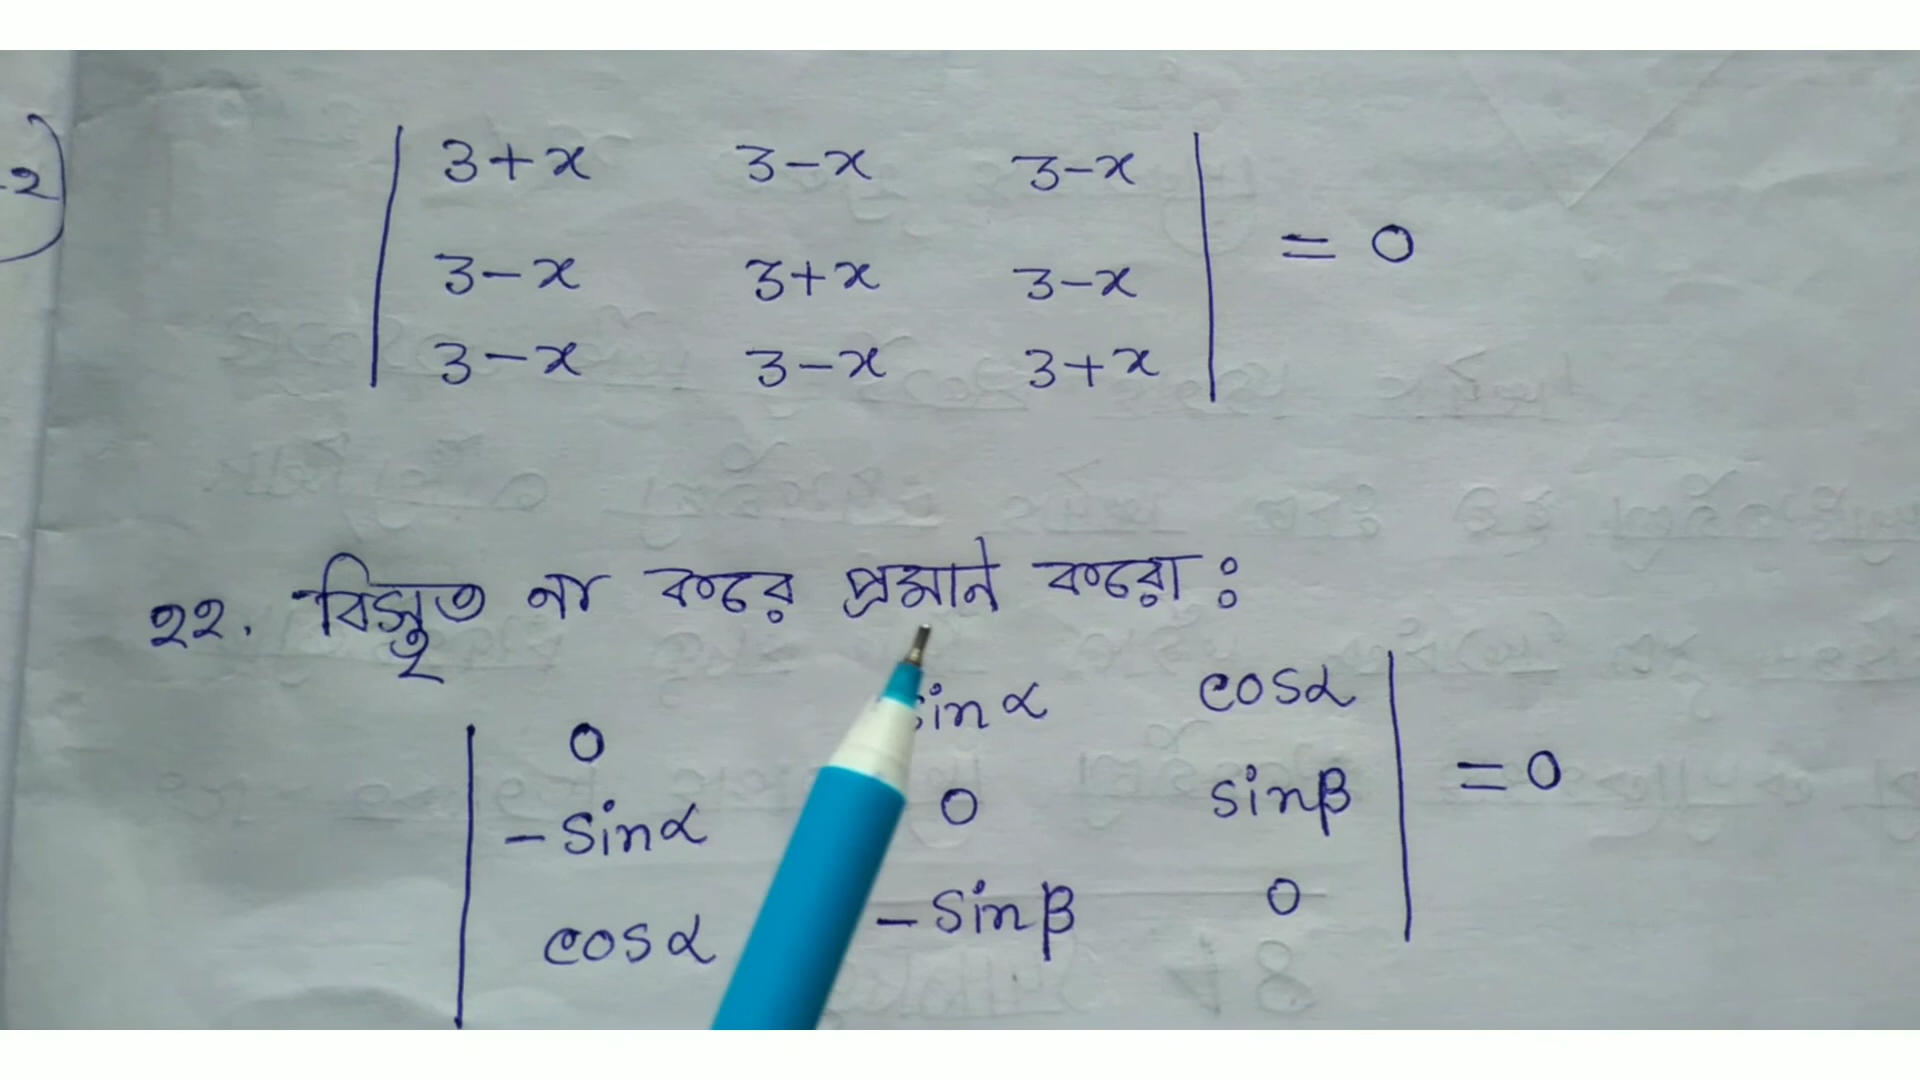 2)
3+x 3-x 3-x
3-x 3+x 3-x = 0
3-x 3-x 3+x
২২. বিস্তৃত না করে প্রমান করো :
0 sin α cos α
- sin α 0 sin β = 0
cos α - sin β 0